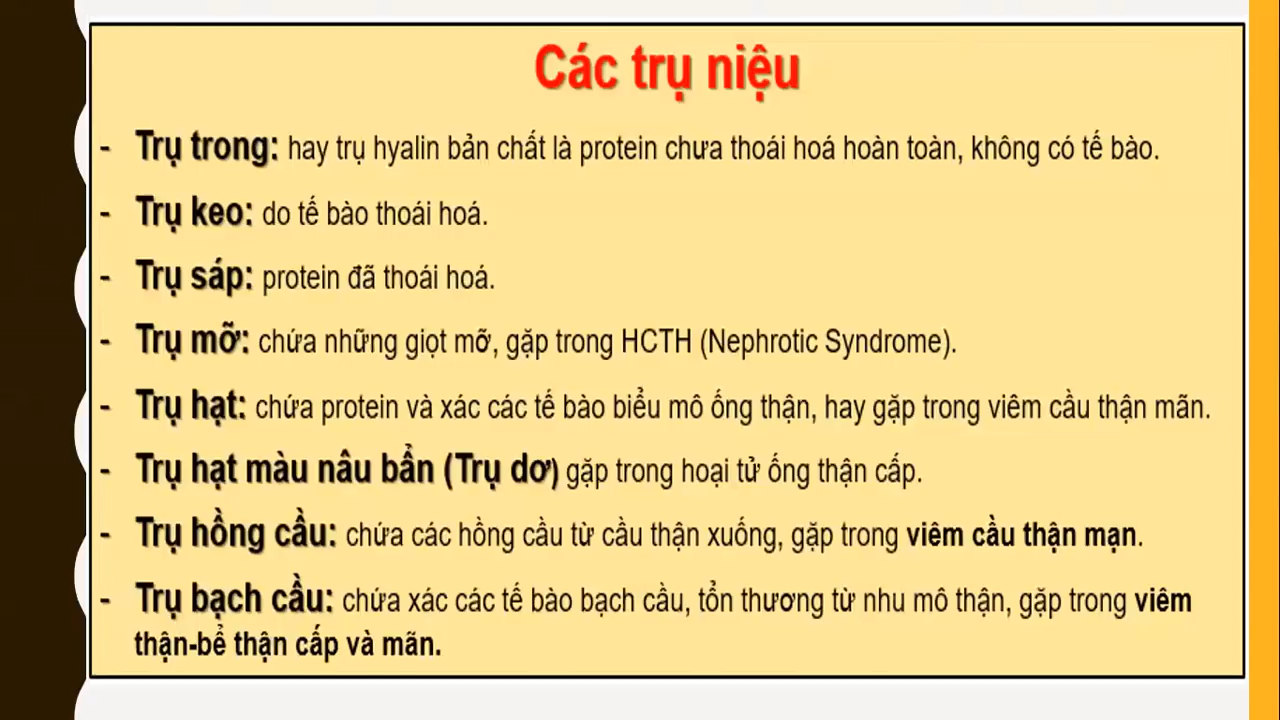 Các trụ niệu
- Trụ trong: hay trụ hyalin bản chất là protein chưa thoái hoá hoàn toàn, không có tế bào.
- Trụ keo: do tế bào thoái hoá.
- Trụ sáp: protein đã thoái hoá.
- Trụ mỡ: chứa những giọt mỡ, gặp trong HCTH (Nephrotic Syndrome).
- Trụ hạt: chứa protein và xác các tế bào biểu mô ống thận, hay gặp trong viêm cầu thận mãn.
- Trụ hạt màu nâu bẩn (Trụ dơ) gặp trong hoại tử ống thận cấp.
- Trụ hồng cầu: chứa các hồng cầu từ cầu thận xuống, gặp trong viêm cầu thận mạn.
- Trụ bạch cầu: chứa xác các tế bào bạch cầu, tổn thương từ nhu mô thận, gặp trong viêm
thận-bể thận cấp và mãn.